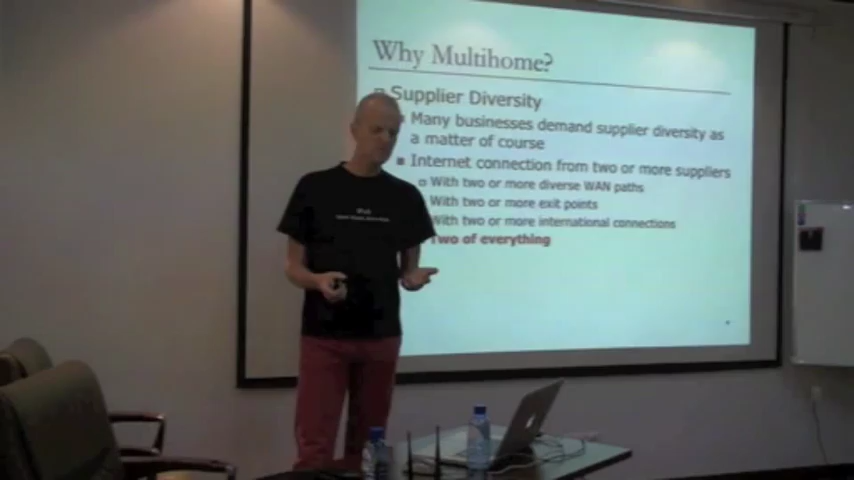 Why Multihome?
Supplier Diversity
Many businesses demand supplier diversity as
a matter of course
Internet connection from two or more suppliers
With two or more diverse WAN paths
With two or more exit points
With two or more international connections
Two of everything